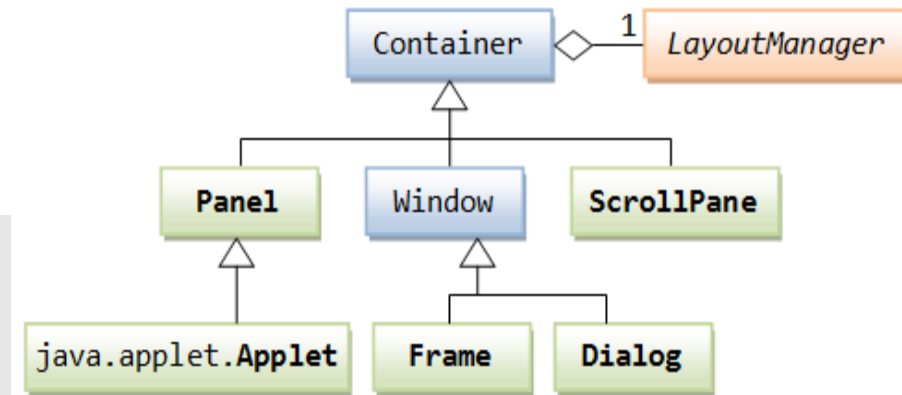 Container
1
LayoutManager
Panel
Window
ScrollPane
java.applet.Applet
Frame
Dialog